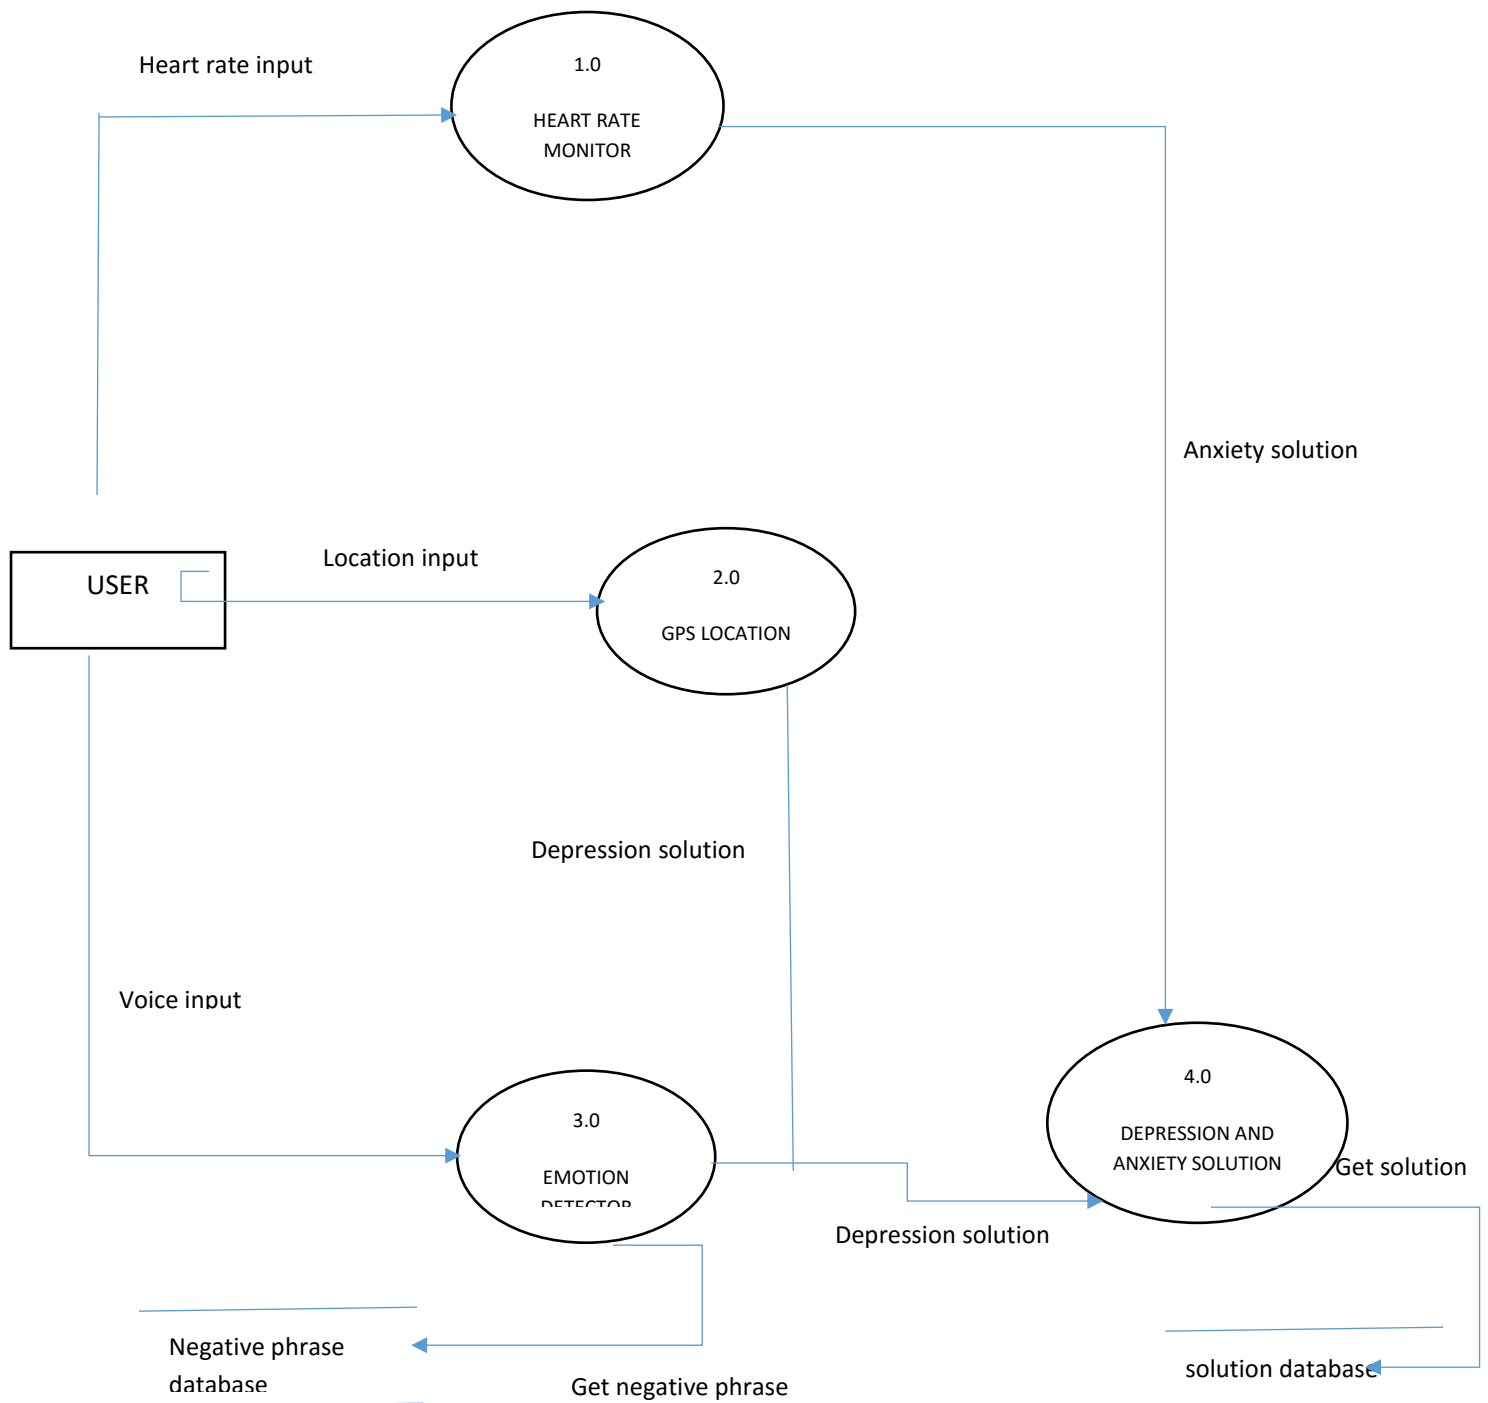 Heart rate input
1.0
HEART RATE
MONITOR
Anxiety solution
USER
Location input
2.0
GPS LOCATION
Depression solution
Voice input
3.0
EMOTION
DETECTOR
4.0
DEPRESSION AND
ANXIETY SOLUTION
Get solution
Depression solution
Negative phrase
database
Get negative phrase
solution database